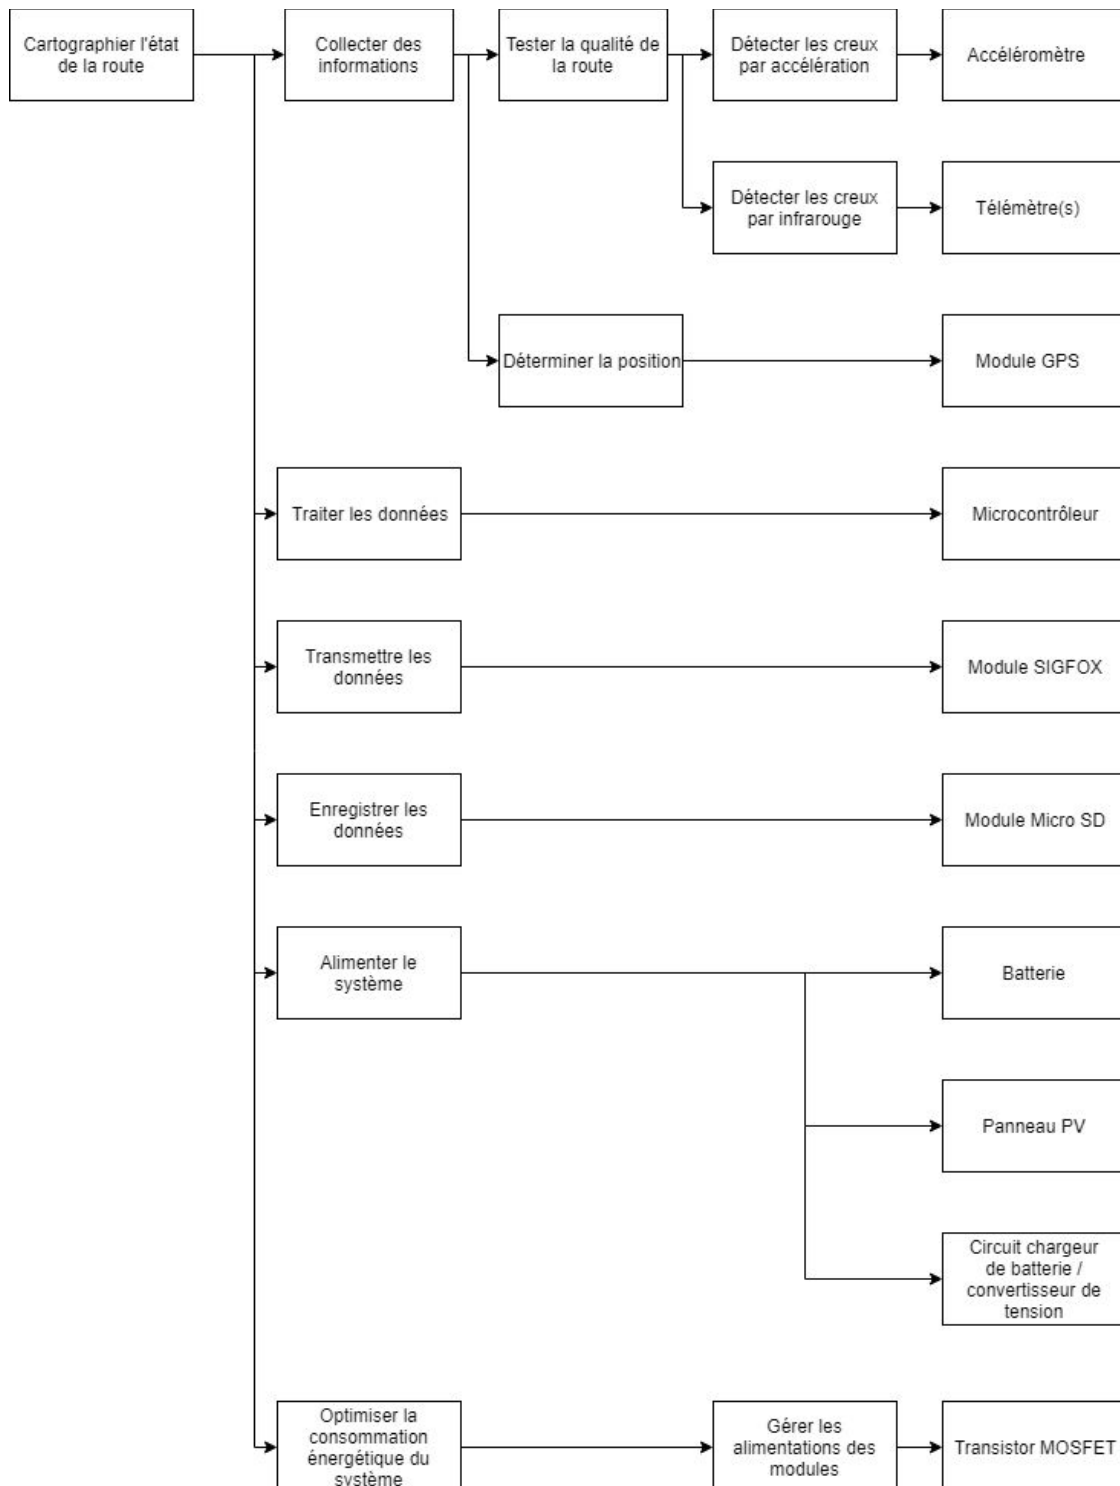 Cartographier l'état
de la route
Collecter des
informations
Tester la qualité de
la route
Détecter les creux
par accélération
Accéléromètre
Détecter les creux
par infrarouge
Télémètre(s)
Déterminer la position
Module GPS
Traiter les données
Microcontrôleur
Transmettre les
données
Module SIGFOX
Enregistrer les
données
Module Micro SD
Alimenter le
système
Batterie
Panneau PV
Circuit chargeur
de batterie /
convertisseur de
tension
Optimiser la
consommation
énergétique du
système
Gérer les
alimentations des
modules
Transistor MOSFET